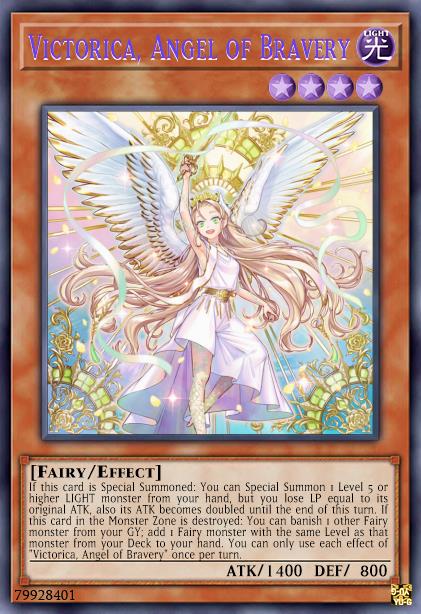 Victorica, Angel of Bravery
LIGHT
光
[Fairy/Effect]
If this card is Special Summoned: You can Special Summon 1 Level 5 or
higher LIGHT monster from your hand, but you lose LP equal to its
original ATK, also its ATK becomes doubled until the end of this turn. If
this card in the Monster Zone is destroyed: You can banish 1 other Fairy
monster from your GY; add 1 Fairy monster with the same Level as that
monster from your Deck to your hand. You can only use each effect of
"Victorica, Angel of Bravery" once per turn.
ATK/1400 DEF/ 800
79928401